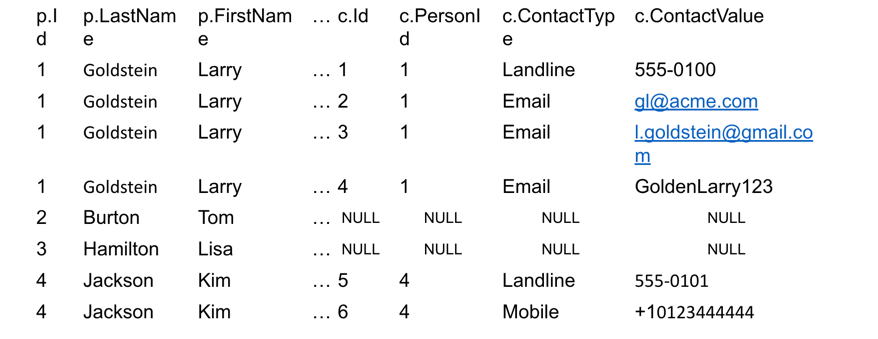 p.Id p.LastName p.FirstName … c.Id c.PersonId c.ContactType c.ContactValue
1 Goldstein Larry … 1 1 Landline 555-0100
1 Goldstein Larry … 2 1 Email gl@acme.com
1 Goldstein Larry … 3 1 Email l.goldstein@gmail.com
1 Goldstein Larry … 4 1 Email GoldenLarry123
2 Burton Tom … NULL NULL NULL NULL
3 Hamilton Lisa … NULL NULL NULL NULL
4 Jackson Kim … 5 4 Landline 555-0101
4 Jackson Kim … 6 4 Mobile +10123444444